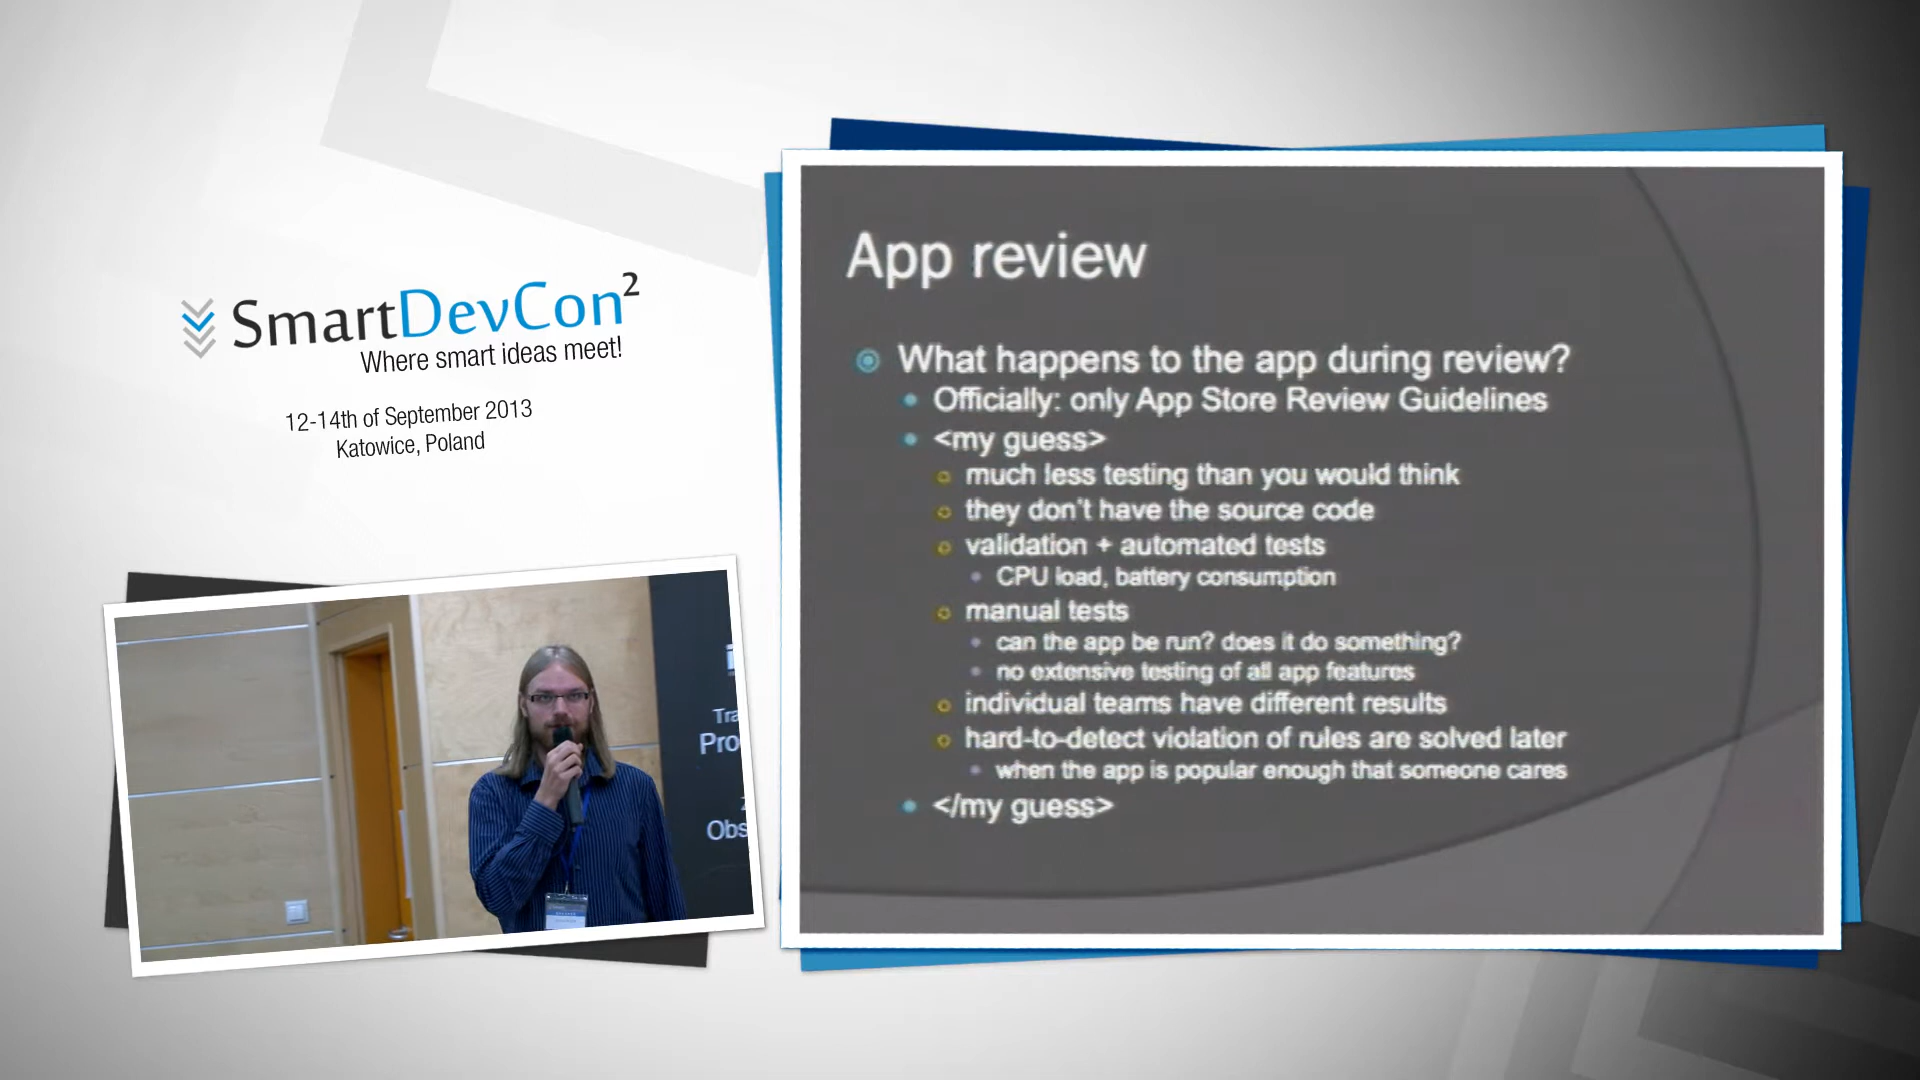 SmartDevCon²
Where smart ideas meet!
12-14th of September 2013
Katowice, Poland
App review
What happens to the app during review?
Officially: only App Store Review Guidelines
<my guess>
much less testing than you would think
they don't have the source code
validation + automated tests
CPU load, battery consumption
manual tests
can the app be run? does it do something?
no extensive testing of all app features
individual teams have different results
hard-to-detect violation of rules are solved later
when the app is popular enough that someone cares
</my guess>
Tra
Pro
Obs